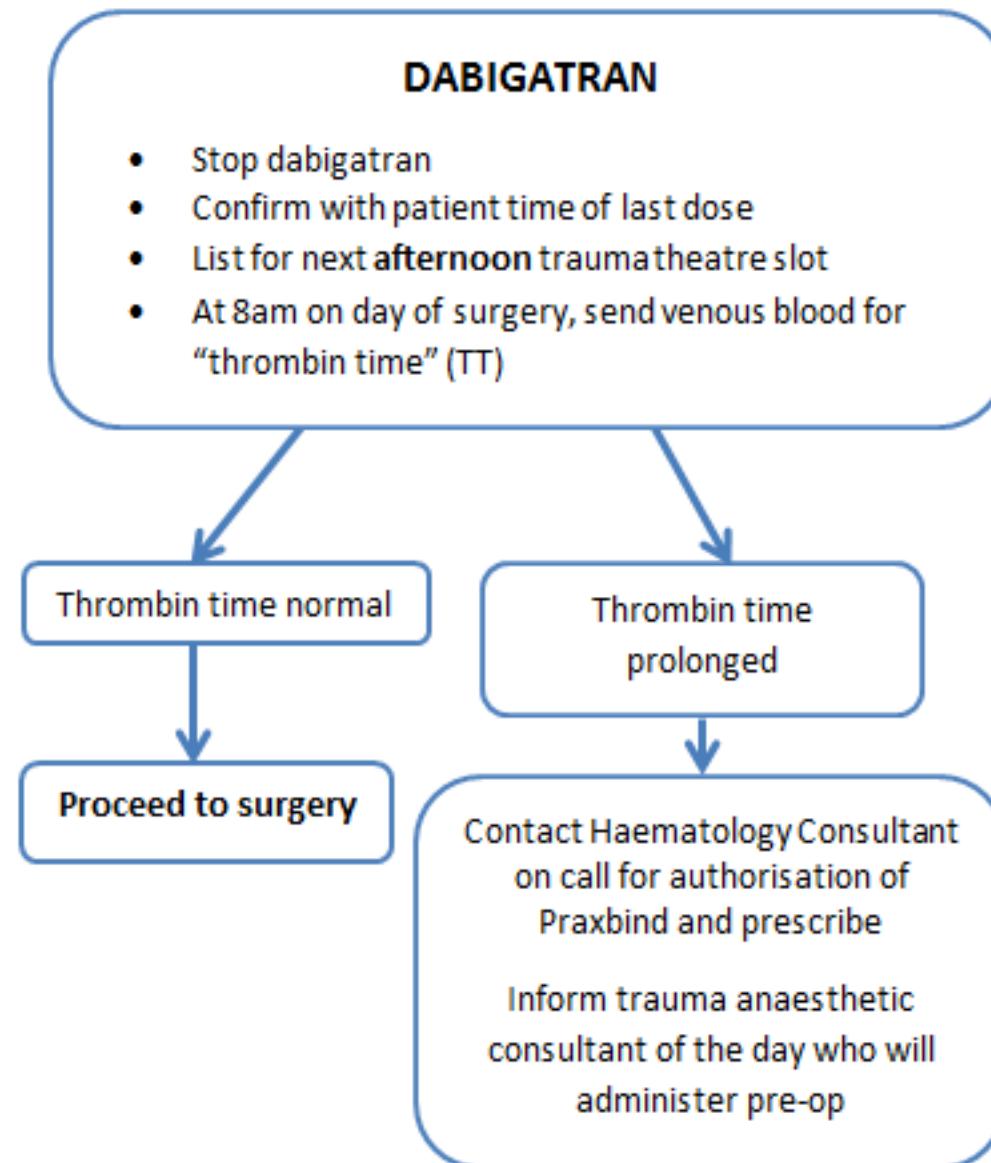 DABIGATRAN
• Stop dabigatran
• Confirm with patient time of last dose
• List for next afternoon trauma theatre slot
• At 8am on day of surgery, send venous blood for
“thrombin time” (TT)
Thrombin time normal
Thrombin time
prolonged
Proceed to surgery
Contact Haematology Consultant
on call for authorisation of
Praxbind and prescribe
Inform trauma anaesthetic
consultant of the day who will
administer pre-op